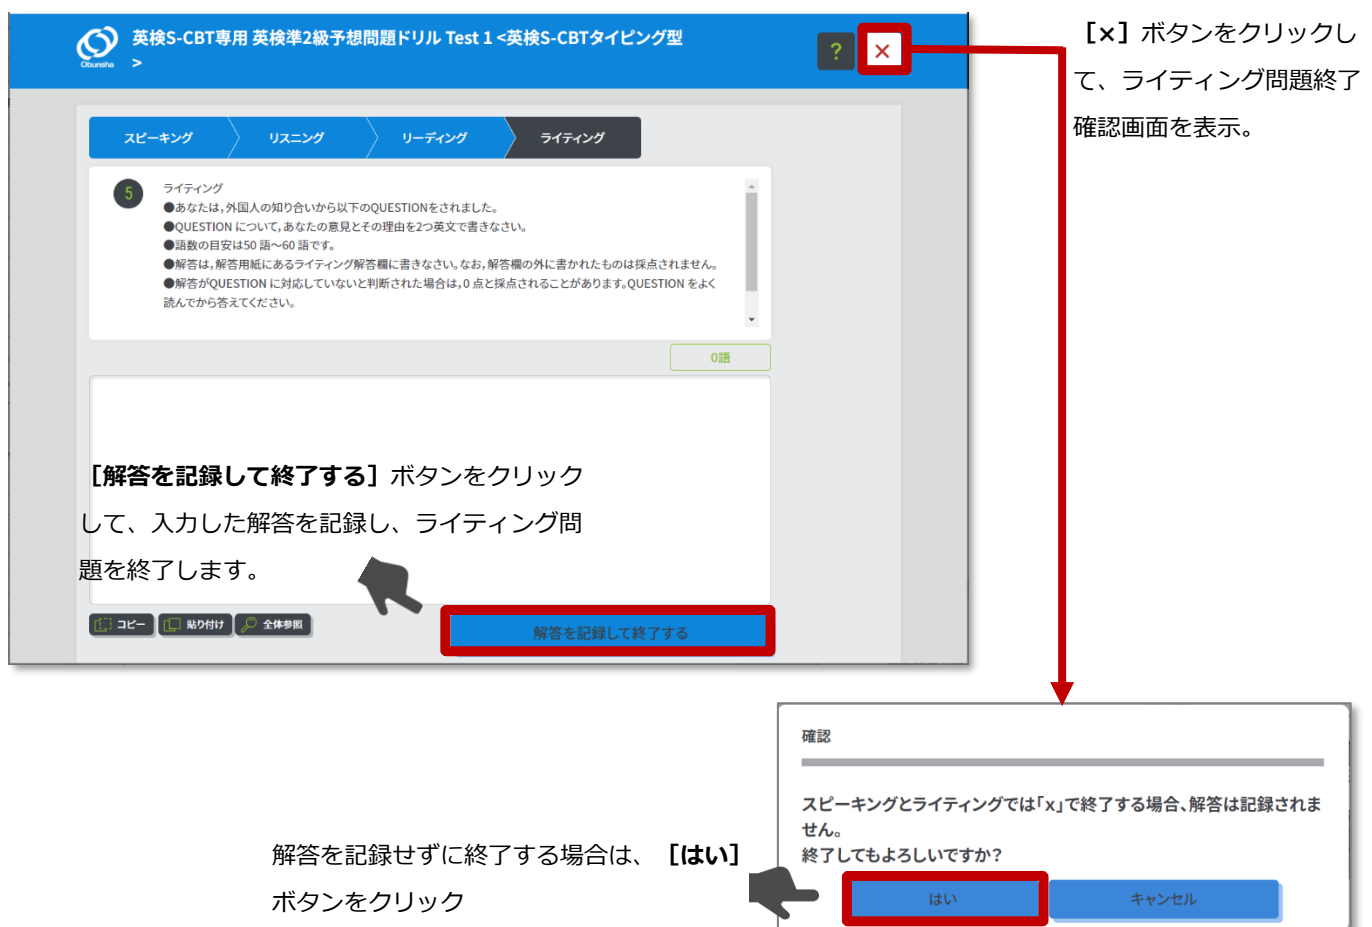 英検S-CBT専用 英検準2級予想問題ドリル Test 1 <英検S-CBTタイピング型
>
Obunsha
?
×
［×］ボタンをクリックし
て、ライティング問題終了
確認画面を表示。
スピーキング
リスニング
リーディング
ライティング
5
ライティング
●あなたは,外国人の知り合いから以下のQUESTIONをされました。
●QUESTION について,あなたの意見とその理由を2つ英文で書きなさい。
●語数の目安は50 語〜60 語です。
●解答は,解答用紙にあるライティング解答欄に書きなさい。なお,解答欄の外に書かれたものは採点されません。
●解答がQUESTION に対応していないと判断された場合は,0 点と採点されることがあります。QUESTION をよく
読んでから答えてください。
0語
［解答を記録して終了する］ボタンをクリック
して、入力した解答を記録し、ライティング問
題を終了します。
コピー
貼り付け
全体参照
解答を記録して終了する
確認
スピーキングとライティングでは「x」で終了する場合、解答は記録されま
せん。
終了してもよろしいですか?
解答を記録せずに終了する場合は、［はい］
ボタンをクリック
はい
キャンセル